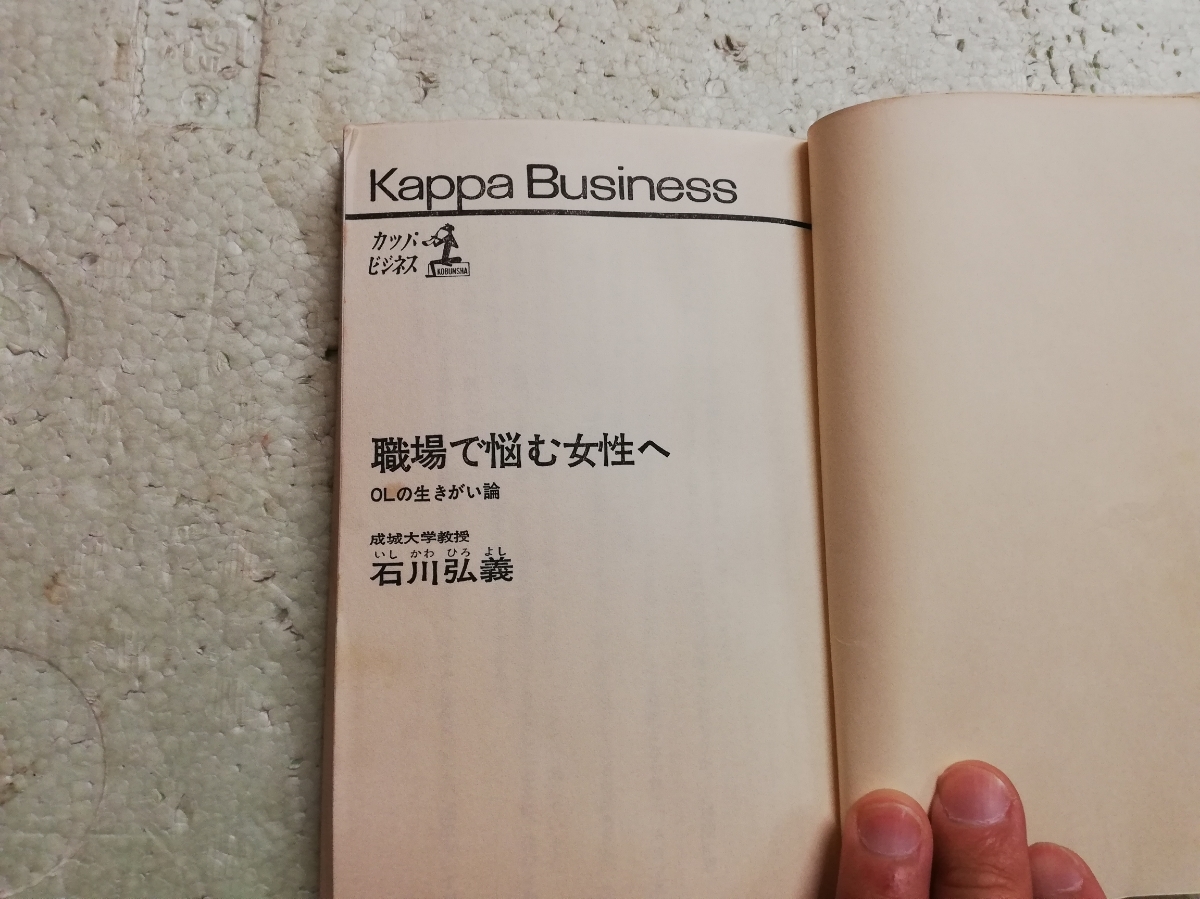 Kappa Business
カッパ
ビジネス
KOBUNSHA
職場で悩む女性へ
OLの生きがい論
成城大学教授
いし かわ ひろ よし
石川弘義